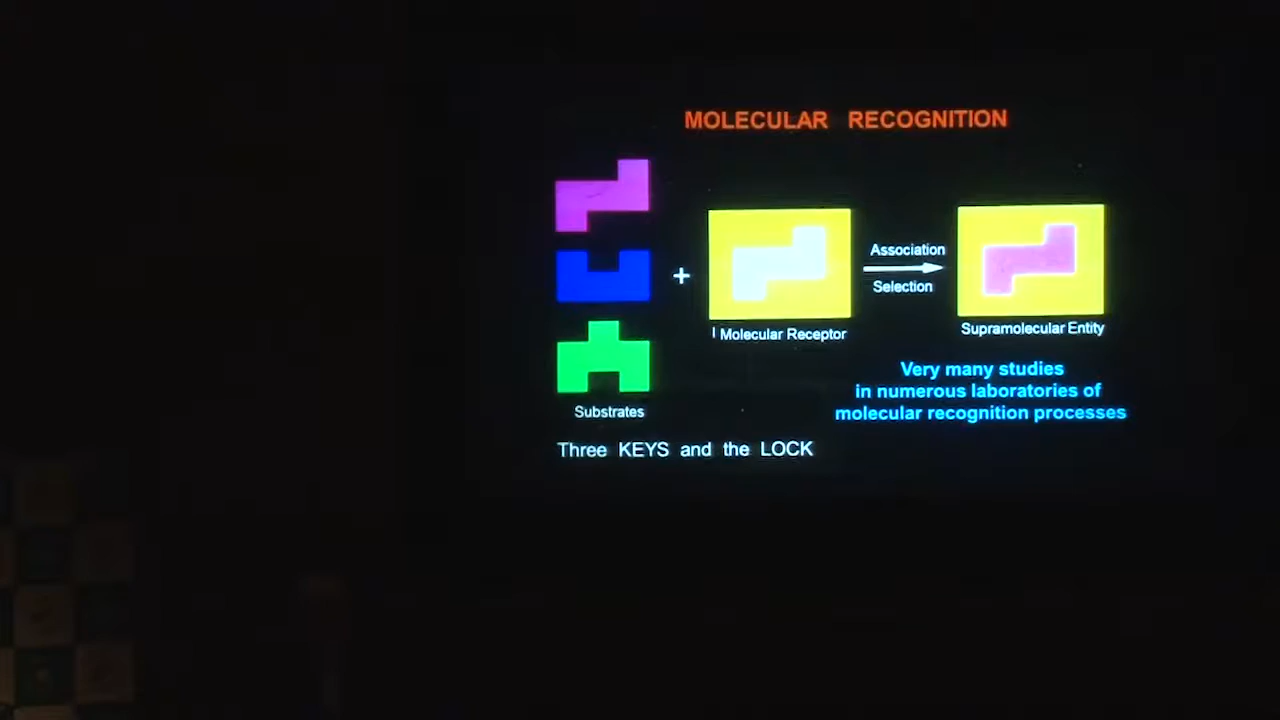 MOLECULAR RECOGNITION
+
Association
Selection
Molecular Receptor
Supramolecular Entity
Very many studies
in numerous laboratories of
molecular recognition processes
Substrates
Three KEYS and the LOCK